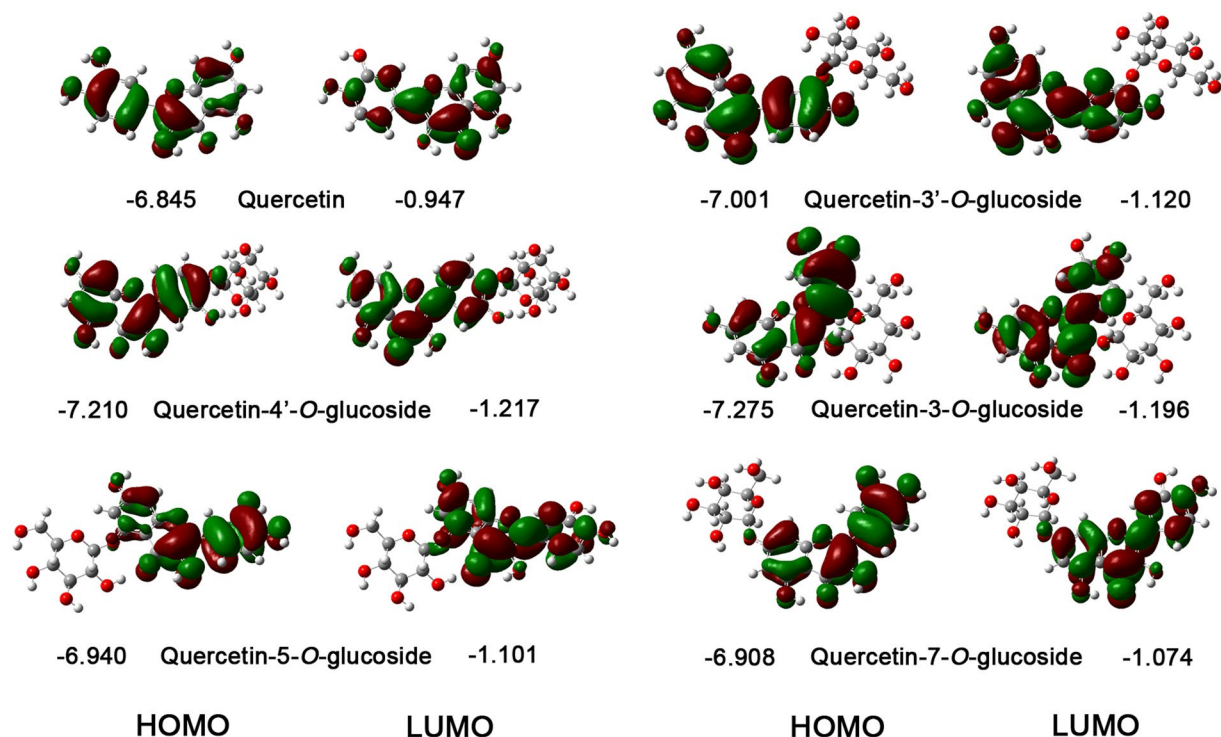 -6.845 Quercetin -0.947 -7.001 Quercetin-3'-O-glucoside -1.120
-7.210 Quercetin-4'-O-glucoside -1.217 -7.275 Quercetin-3-O-glucoside -1.196
-6.940 Quercetin-5-O-glucoside -1.101 -6.908 Quercetin-7-O-glucoside -1.074
HOMO LUMO HOMO LUMO